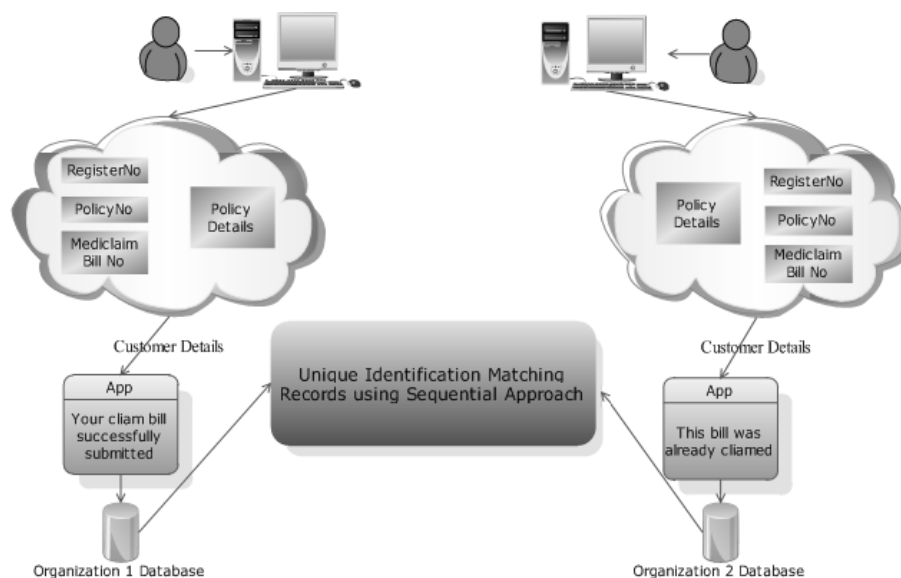 RegisterNo
PolicyNo
Mediclaim
Bill No
Policy
Details
Policy
Details
RegisterNo
PolicyNo
Mediclaim
Bill No
Customer Details
Customer Details
Unique Identification Matching
Records using Sequential Approach
App
Your cliam bill
successfully
submitted
App
This bill was
already cliamed
Organization 1 Database
Organization 2 Database